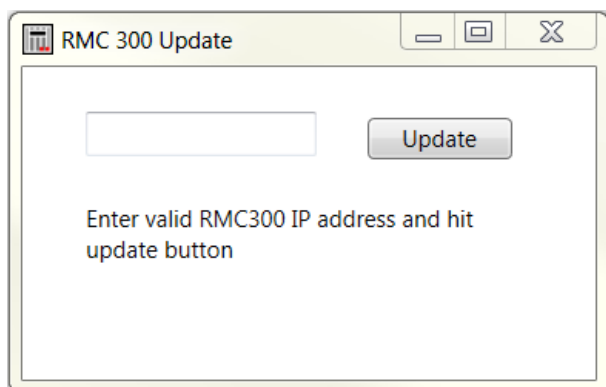 RMC 300 Update
Update
Enter valid RMC300 IP address and hit
update button